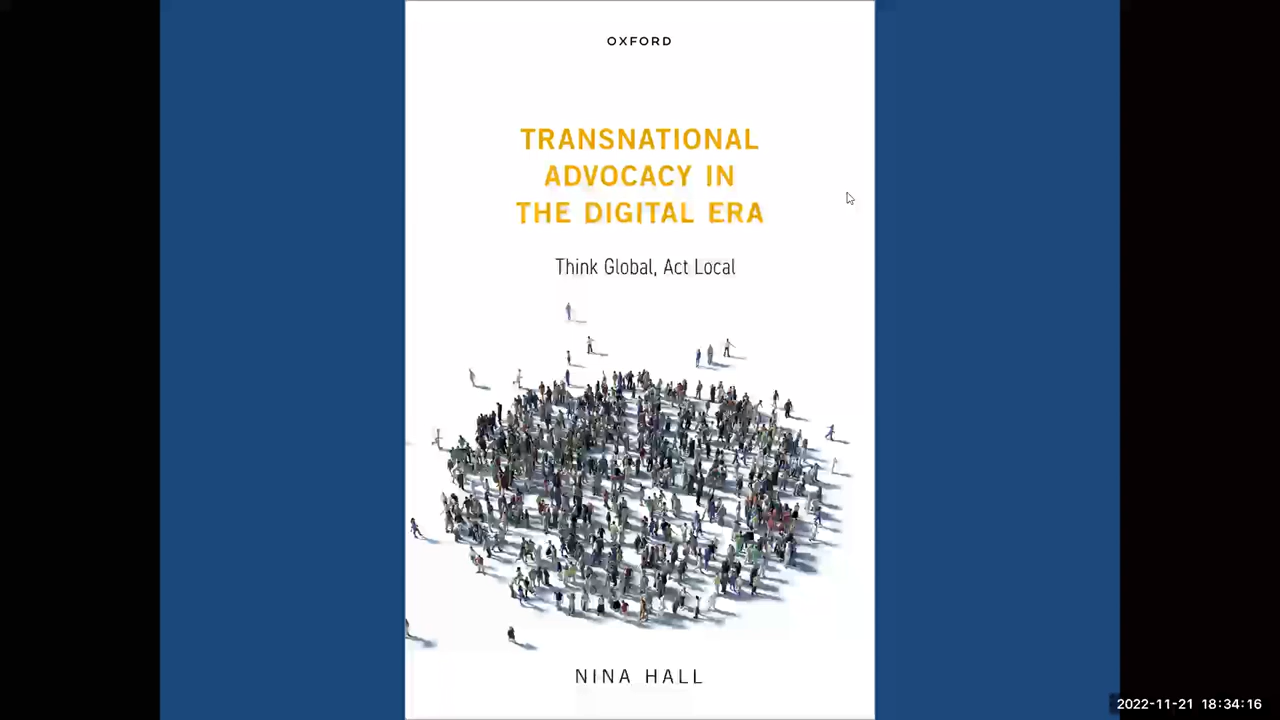 OXFORD
TRANSNATIONAL
ADVOCACY IN
THE DIGITAL ERA
Think Global, Act Local
NINA HALL
2022-11-21 18:34:16